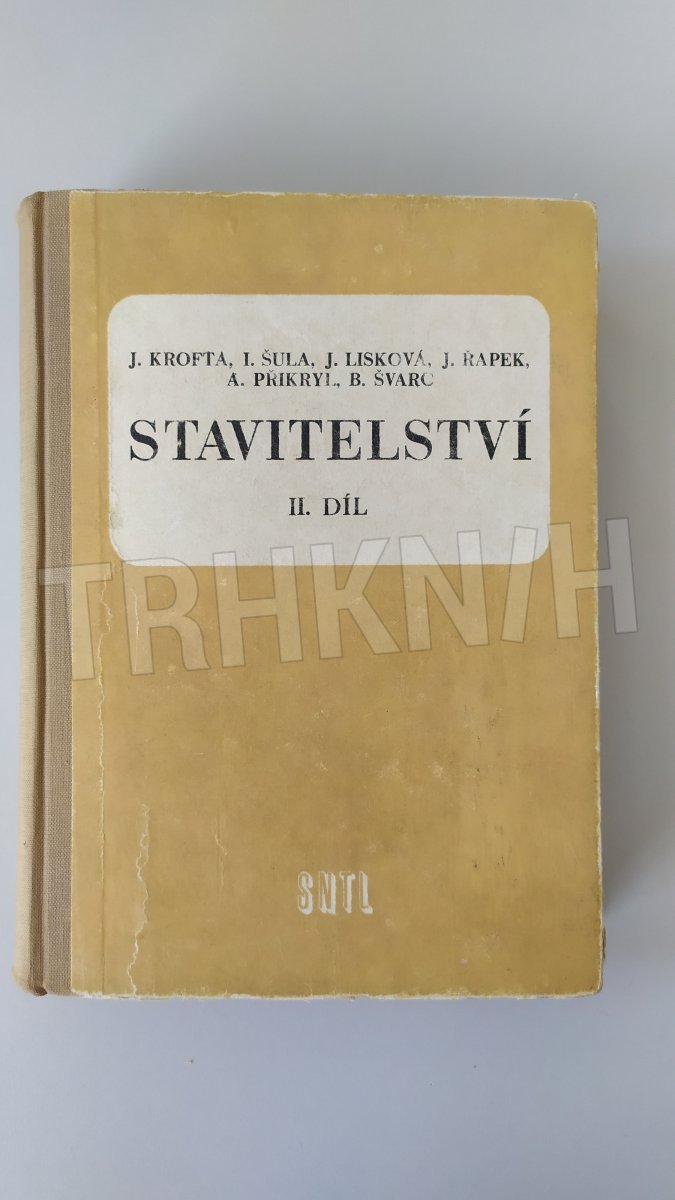 J. KROFTA, I. ŠULA, J. LISKOVÁ, J. ŘAPEK,
A. PŘIKRYL, B. ŠVARC
STAVITELSTVÍ
II. DÍL
TRHKNIH
SNTL